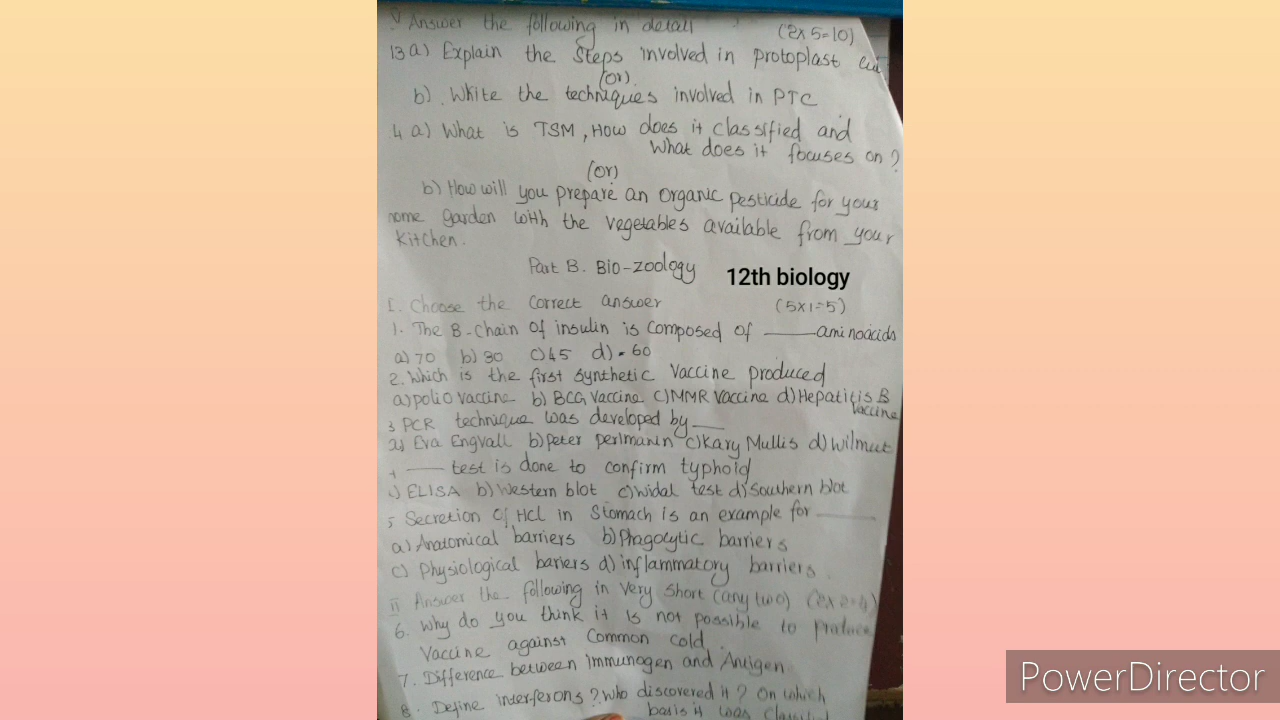 V Answer the following in detail (2x5=10)
13 a) Explain the Steps involved in protoplast
(or)
b). White the techniques involved in PTC
4 a) What is TSM, How does it classified and
What does it focuses on?
(or)
b) How will you prepare an organic pesticide for your
home garden with the vegetables available from your
Kitchen.
Part B. Bio-zoology 12th biology
I. Choose the correct answer (5x1=5)
1. The B-chain of insulin is composed of ——— aminoacids
a) 70 b) 30 c) 45 d) 60
2. Which is the first synthetic vaccine produced
a) polio vaccine b) BCG vaccine c) MMR vaccine d) Hepatitis B
vaccine
3 PCR technique was developed by ——
a) Eva Engvall b) peter perlmanin c) Kary Mullis d) Wilmut
4 —— test is done to confirm typhoid
a) ELISA b) Western blot c) widal test d) Southern blot
5 Secretion of HCl in Stomach is an example for ———
a) Anatomical barriers b) Phagocytic barriers
c) Physiological bariers d) inflammatory barriers.
ii Answer the following in very short (any two) (2x2=4)
6. Why do you think it is not possible to produce
Vaccine against Common cold.
7. Difference between Immunogen and Antigen
8. Define interferons? Who discovered it? On which
basis it was
PowerDirector